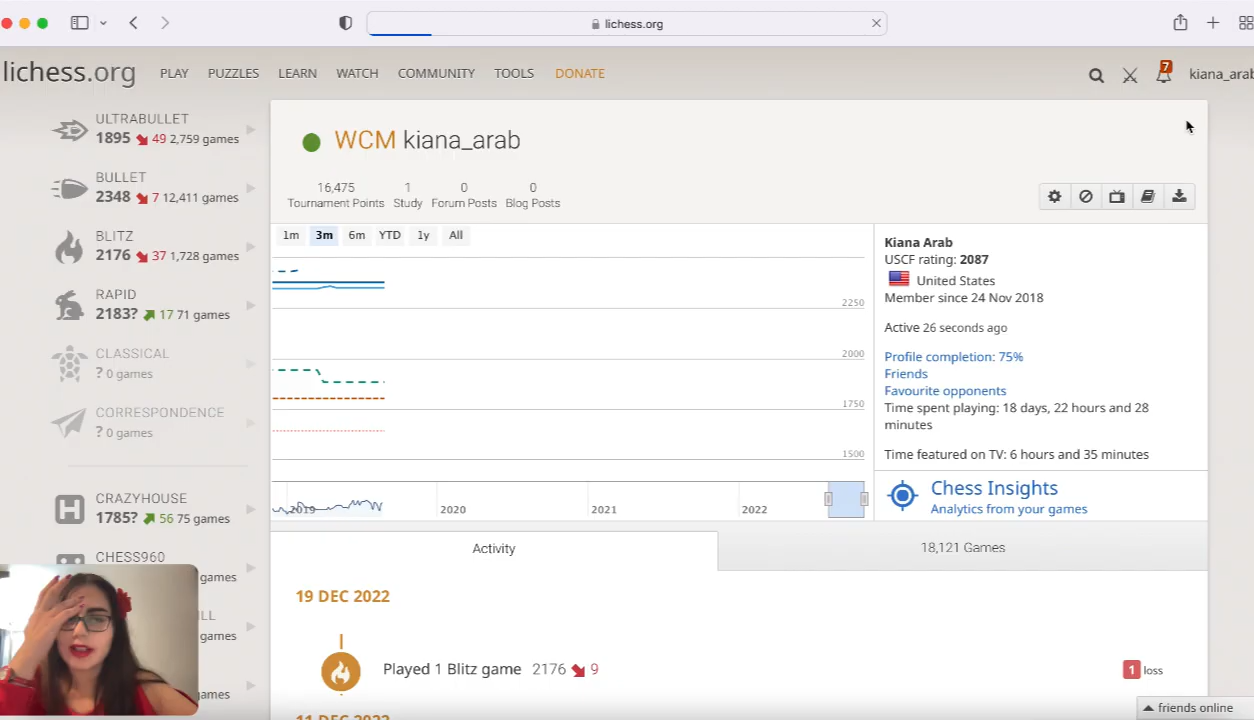 lichess.org
lichess.org
PLAY
PUZZLES
LEARN
WATCH
COMMUNITY
TOOLS
DONATE
7
kiana_arab
ULTRABULLET
1895 49 2,759 games
BULLET
2348 7 12,411 games
BLITZ
2176 37 1,728 games
RAPID
2183? 17 71 games
CLASSICAL
? 0 games
CORRESPONDENCE
? 0 games
CRAZYHOUSE
1785? 56 75 games
CHESS960
games
games
games
WCM kiana_arab
16,475
Tournament Points
1
Study
0
Forum Posts
0
Blog Posts
1m 3m 6m YTD 1y All
2250
2000
1750
1500
2019 2020 2021 2022
Kiana Arab
USCF rating: 2087
United States
Member since 24 Nov 2018
Active 26 seconds ago
Profile completion: 75%
Friends
Favourite opponents
Time spent playing: 18 days, 22 hours and 28
minutes
Time featured on TV: 6 hours and 35 minutes
Chess Insights
Analytics from your games
Activity
18,121 Games
19 DEC 2022
Played 1 Blitz game 2176 9
1 loss
friends online